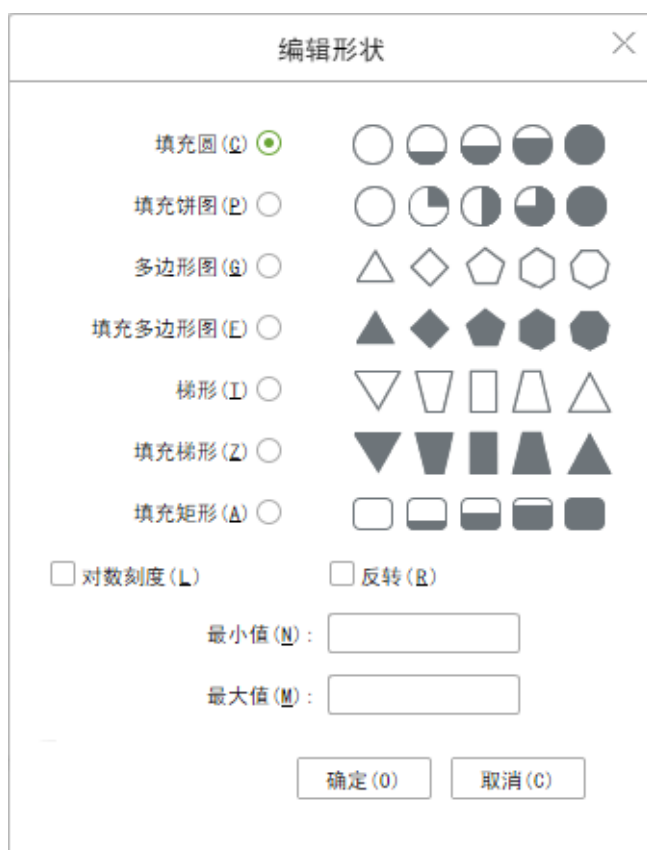 编辑形状
填充圆(C)
填充饼图(P)
多边形图(G)
填充多边形图(F)
梯形(I)
填充梯形(Z)
填充矩形(A)
对数刻度(L) 反转(R)
最小值(N):
最大值(M):
确定(O) 取消(C)